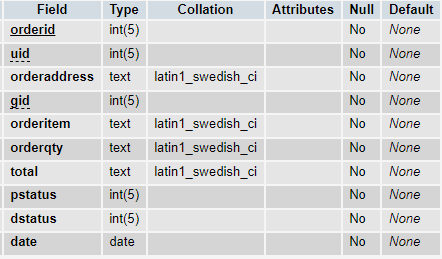 Field Type Collation Attributes Null Default
orderid int(5) No None
uid int(5) No None
orderaddress text latin1_swedish_ci No None
gid int(5) No None
orderitem text latin1_swedish_ci No None
orderqty text latin1_swedish_ci No None
total text latin1_swedish_ci No None
pstatus int(5) No None
dstatus int(5) No None
date date No None